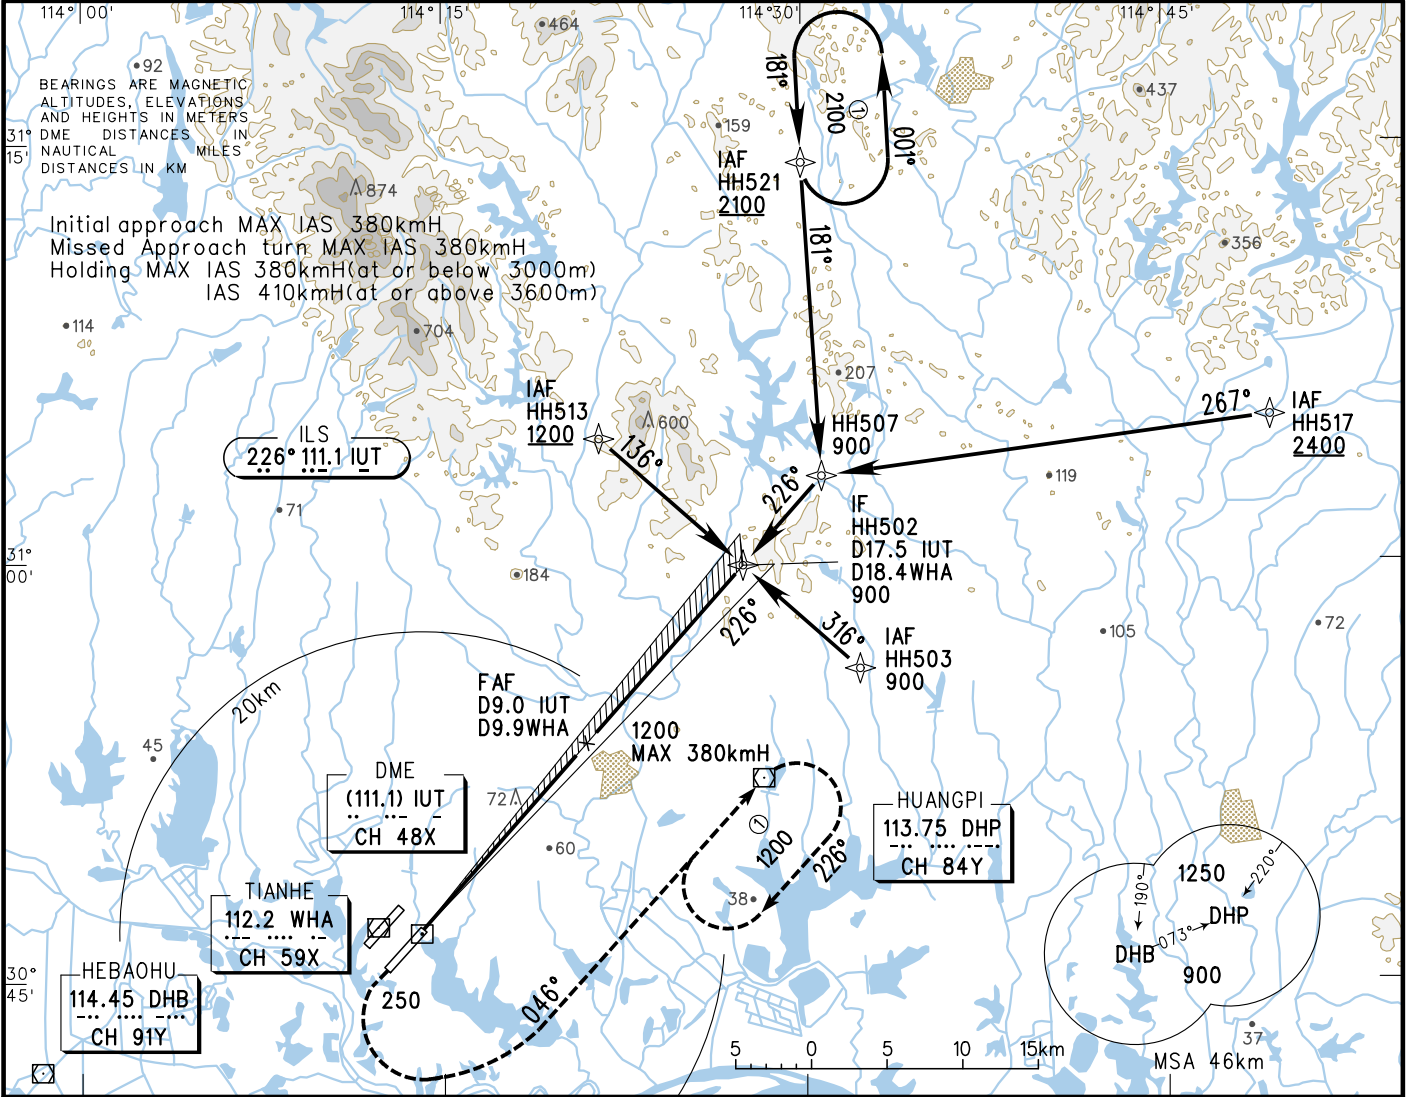 114° 00'
114° 15'
114° 30'
114° 45'
464
92
BEARINGS ARE MAGNETIC
ALTITUDES, ELEVATIONS
AND HEIGHTS IN METERS
DME DISTANCES IN
NAUTICAL MILES
DISTANCES IN KM
31°
15'
181°
2100
1
001°
437
159
IAF
HH521
2100
874
Initial approach MAX IAS 380kmH
Missed Approach turn MAX IAS 380kmH
Holding MAX IAS 380kmH(at or below 3000m)
IAS 410kmH(at or above 3600m)
181°
356
114
704
207
IAF
HH513
1200
600
136°
HH507
900
267°
IAF
HH517
2400
ILS
226° 111.1 IUT
119
226°
71
IF
HH502
D17.5 IUT
D18.4WHA
900
31°
00'
184
226°
316°
IAF
HH503
900
105
72
20km
FAF
D9.0 IUT
D9.9WHA
1200
MAX 380kmH
45
DME
(111.1) IUT
CH 48X
72
60
1
1200
226°
38
HUANGPI
113.75 DHP
CH 84Y
TIANHE
112.2 WHA
CH 59X
30°
45'
HEBAOHU
114.45 DHB
CH 91Y
250
046°
1250
190°
220°
DHP
DHB
073°
900
37
5 0 5 10 15km
MSA 46km